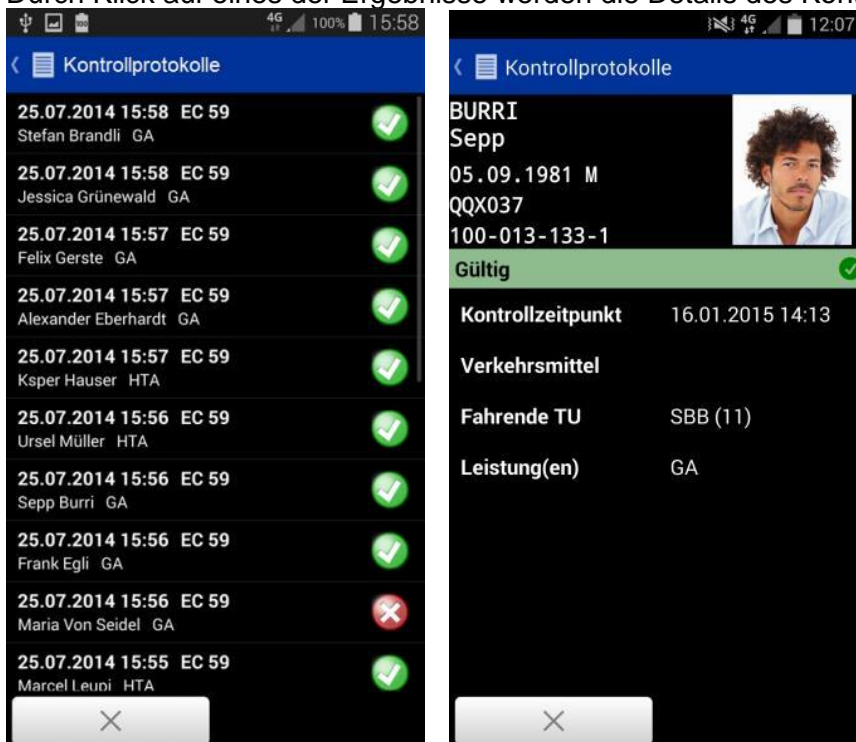 Durch Klick auf eines der Ergebnisse werden die Details des
4G 100% 15:58
Kontrollprotokolle
25.07.2014 15:58 EC 59
Stefan Brandli GA
25.07.2014 15:58 EC 59
Jessica Grünewald GA
25.07.2014 15:57 EC 59
Felix Gerste GA
25.07.2014 15:57 EC 59
Alexander Eberhardt GA
25.07.2014 15:57 EC 59
Ksper Hauser HTA
25.07.2014 15:56 EC 59
Ursel Müller HTA
25.07.2014 15:56 EC 59
Sepp Burri GA
25.07.2014 15:56 EC 59
Frank Egli GA
25.07.2014 15:56 EC 59
Maria Von Seidel GA
25.07.2014 15:55 EC 59
Marcel Leupi HTA
4G 12:07
Kontrollprotokolle
BURRI
Sepp
05.09.1981 M
QQX037
100-013-133-1
Gültig
Kontrollzeitpunkt 16.01.2015 14:13
Verkehrsmittel
Fahrende TU SBB (11)
Leistung(en) GA